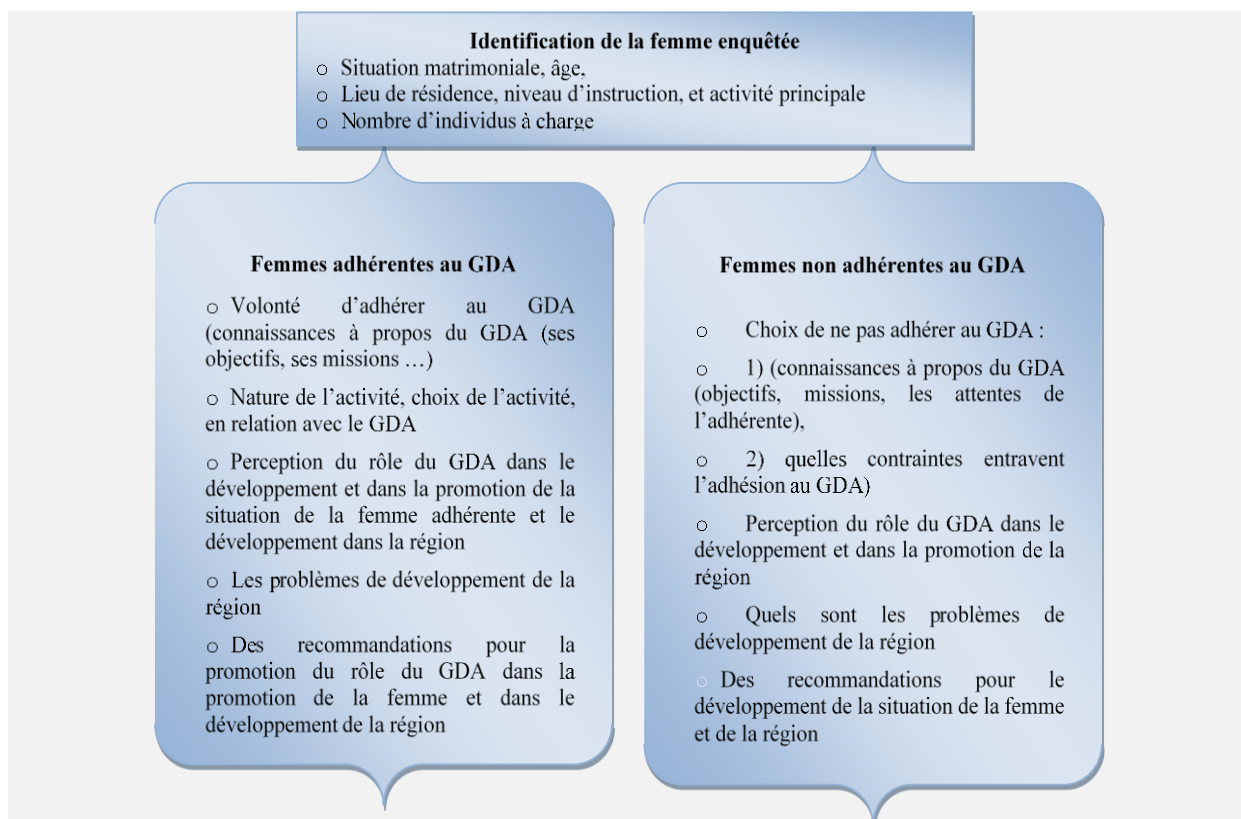 Identification de la femme enquêtée
o Situation matrimoniale, âge,
o Lieu de résidence, niveau d'instruction, et activité principale
o Nombre d'individus à charge
Femmes adhérentes au GDA
o Volonté d'adhérer au GDA
(connaissances à propos du GDA (ses
objectifs, ses missions …)
o Nature de l'activité, choix de l'activité,
en relation avec le GDA
o Perception du rôle du GDA dans le
développement et dans la promotion de la
situation de la femme adhérente et le
développement dans la région
o Les problèmes de développement de la
région
o Des recommandations pour la
promotion du rôle du GDA dans la
promotion de la femme et dans le
développement de la région
Femmes non adhérentes au GDA
o Choix de ne pas adhérer au GDA :
o 1) (connaissances à propos du GDA
(objectifs, missions, les attentes de
l'adhérente),
o 2) quelles contraintes entravent
l'adhésion au GDA)
o Perception du rôle du GDA dans le
développement et dans la promotion de la
région
o Quels sont les problèmes de
développement de la région
o Des recommandations pour le
développement de la situation de la femme
et de la région